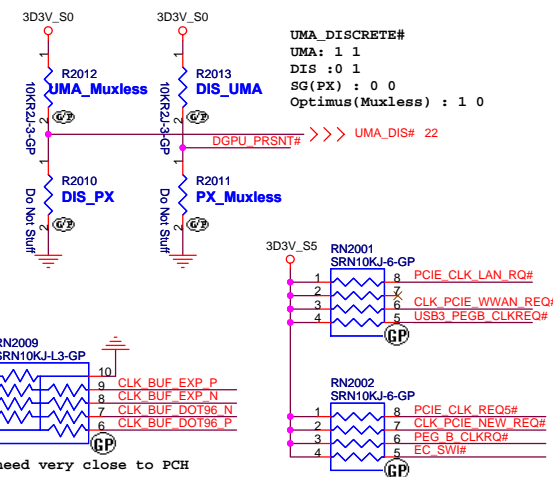 3D3V_S0
3D3V_S0
UMA_DISCRETE#
UMA: 1 1
DIS :0 1
SG(PX) : 0 0
Optimus(Muxless) : 1 0
1
R2012
UMA_Muxless
10KR2J-3-GP
2
G/P
1
R2013
DIS_UMA
10KR2J-3-GP
2
G/P
UMA_DIS# 22
DGPU_PRSNT#
1
R2010
DIS_PX
Do Not Stuff
2
G/P
1
R2011
PX_Muxless
Do Not Stuff
2
G/P
3D3V_S5
RN2001
SRN10KJ-6-GP
1 8 PCIE_CLK_LAN_RQ#
2 7
3 6 CLK_PCIE_WWAN_REQ#
4 5 USB3_PEGB_CLKREQ#
GP
RN2009
SRN10KJ-L3-GP
10
9 CLK_BUF_EXP_P
8 CLK_BUF_EXP_N
7 CLK_BUF_DOT96_N
6 CLK_BUF_DOT96_P
GP
need very close to PCH
RN2002
SRN10KJ-6-GP
1 8 PCIE_CLK_REQ5#
2 7 CLK_PCIE_NEW_REQ#
3 6 PEG_B_CLKRQ#
4 5 EC_SWI#
GP